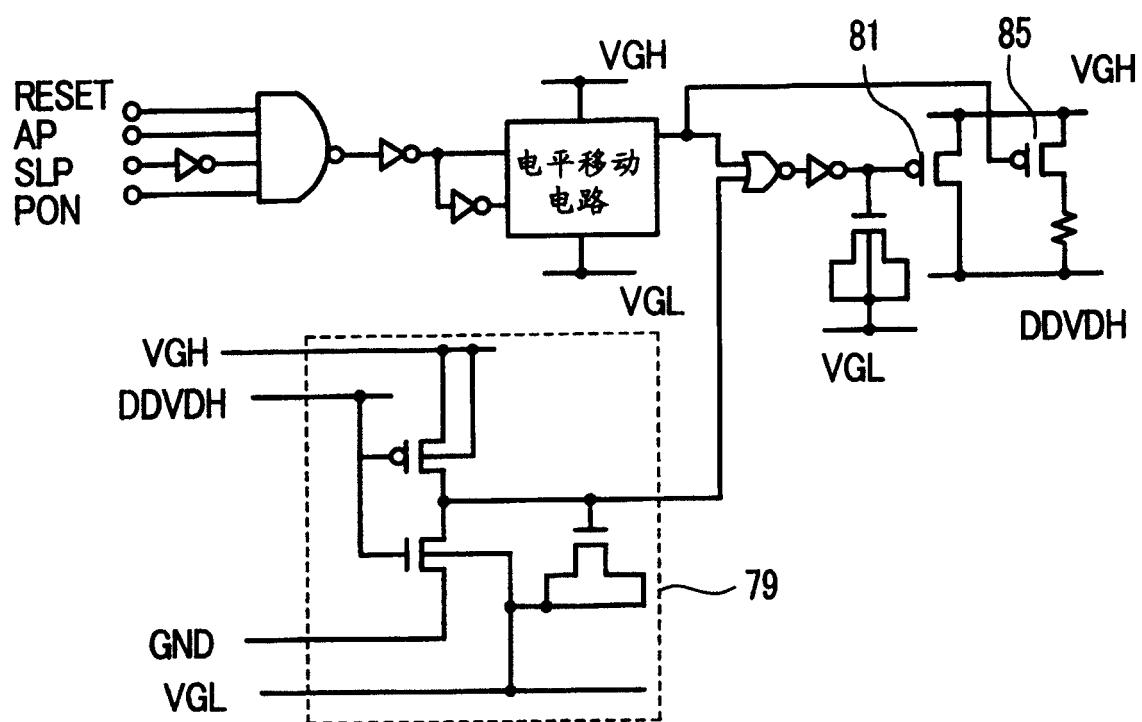 81
85
VGH
VGH
RESET
AP
SLP
PON
电平移动
电路
VGL
DDVDH
VGL
VGH
DDVDH
79
GND
VGL